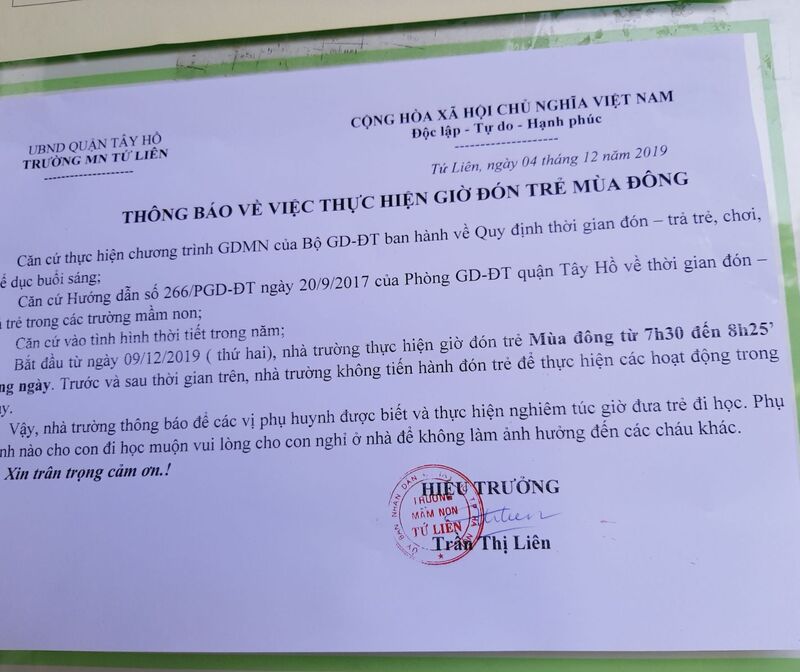 UBND QUẬN TÂY HỒ
TRƯỜNG MN TỨ LIÊN
CỘNG HÒA XÃ HỘI CHỦ NGHĨA VIỆT NAM
Độc lập - Tự do - Hạnh phúc
Tứ Liên, ngày 04 tháng 12 năm 2019
THÔNG BÁO VỀ VIỆC THỰC HIỆN GIỜ ĐÓN TRẺ MÙA ĐÔNG
Căn cứ thực hiện chương trình GDMN của Bộ GD-ĐT ban hành về Quy định thời gian đón – trả trẻ, chơi,
ể dục buổi sáng;
Căn cứ Hướng dẫn số 266/PGD-ĐT ngày 20/9/2017 của Phòng GD-ĐT quận Tây Hồ về thời gian đón –
ả trẻ trong các trường mầm non;
Căn cứ vào tình hình thời tiết trong năm;
Bắt đầu từ ngày 09/12/2019 ( thứ hai), nhà trường thực hiện giờ đón trẻ Mùa đông từ 7h30 đến 8h25’
ng ngày. Trước và sau thời gian trên, nhà trường không tiến hành đón trẻ để thực hiện các hoạt động trong
y.
Vậy, nhà trường thông báo để các vị phụ huynh được biết và thực hiện nghiêm túc giờ đưa trẻ đi học. Phụ
nh nào cho con đi học muộn vui lòng cho con nghỉ ở nhà để không làm ảnh hưởng đến các cháu khác.
Xin trân trọng cảm ơn.!
HIỆU TRƯỞNG
TRƯỜNG
MẦM NON
TỨ LIÊN
Trần Thị Liên